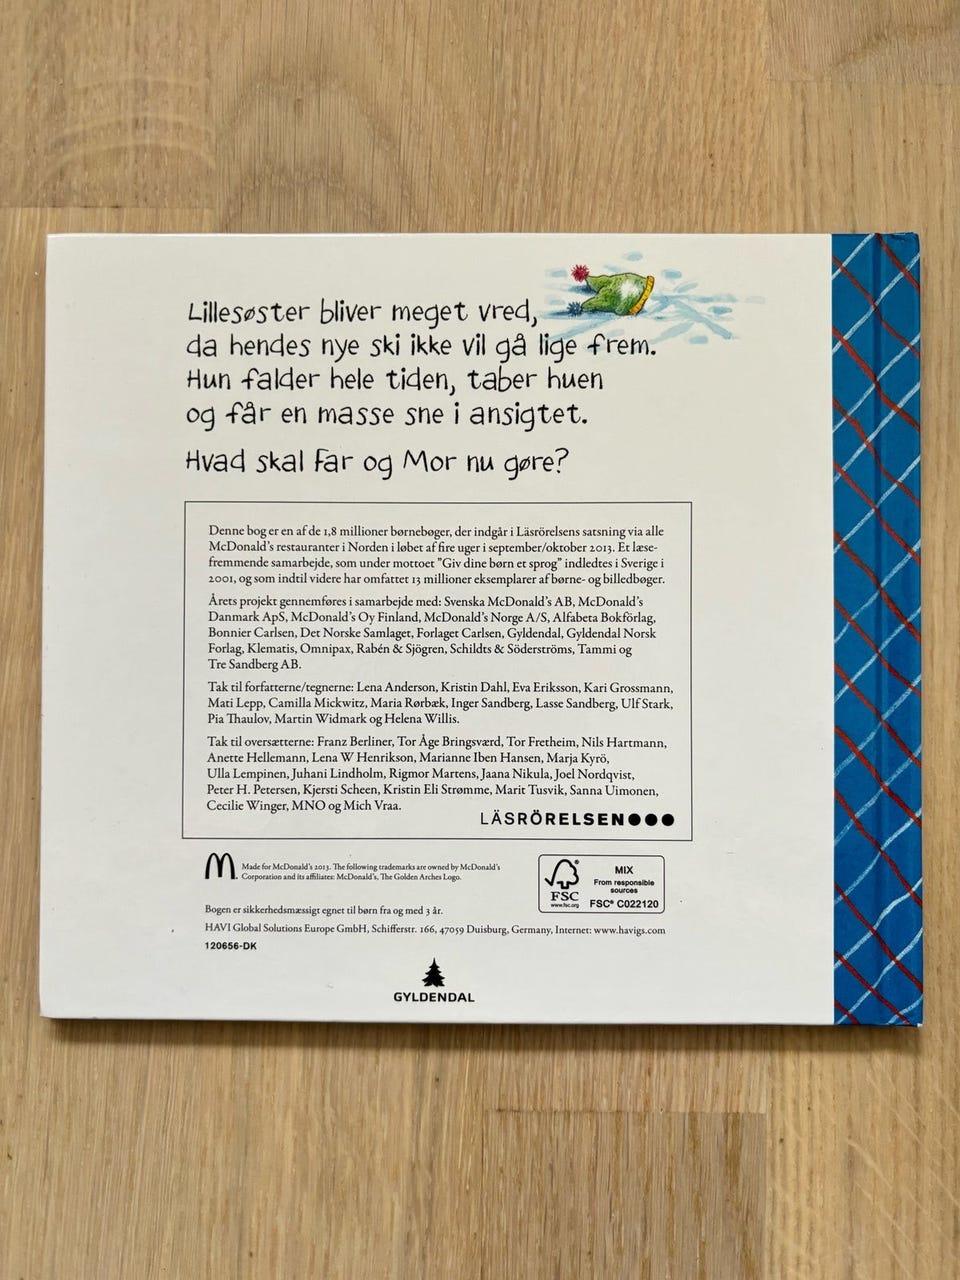 Lillesøster bliver meget vred,
da hendes nye ski ikke vil gå lige frem.
Hun falder hele tiden, taber huen
og får en masse sne i ansigtet.
Hvad skal Far og Mor nu gøre?
Denne bog er en af de 1,8 millioner børnebøger, der indgår i Läsrörelsens satsning via alle
McDonald's restauranter i Norden i løbet af fire uger i september/oktober 2013. Et læse-
fremmende samarbejde, som under mottoet "Giv dine børn et sprog" indledtes i Sverige i
2001, og som indtil videre har omfattet 13 millioner eksemplarer af børne- og billedbøger.
Årets projekt gennemføres i samarbejde med: Svenska McDonald's AB, McDonald's
Danmark ApS, McDonald's Oy Finland, McDonald's Norge A/S, Alfabeta Bokförlag,
Bonnier Carlsen, Det Norske Samlaget, Forlaget Carlsen, Gyldendal, Gyldendal Norsk
Forlag, Klematis, Omnipax, Rabén & Sjögren, Schildts & Söderströms, Tammi og
Tre Sandberg AB.
Tak til forfatterne/tegnerne: Lena Anderson, Kristin Dahl, Eva Eriksson, Kari Grossmann,
Mati Lepp, Camilla Mickwitz, Maria Rørbæk, Inger Sandberg, Lasse Sandberg, Ulf Stark,
Pia Thaulov, Martin Widmark og Helena Willis.
Tak til oversætterne: Franz Berliner, Tor Åge Bringsværd, Tor Fretheim, Nils Hartmann,
Anette Hellemann, Lena W Henrikson, Marianne Iben Hansen, Marja Kyrö,
Ulla Lempinen, Juhani Lindholm, Rigmor Martens, Jaana Nikula, Joel Nordqvist,
Peter H. Petersen, Kjersti Scheen, Kristin Eli Strømme, Marit Tusvik, Sanna Uimonen,
Cecilie Winger, MNO og Mich Vraa.
LÄSRÖRELSEN●●●
Made for McDonald's 2013. The following trademarks are owned by McDonald's
Corporation and its affiliates: McDonald's, The Golden Arches Logo.
FSC
www.fsc.org
MIX
From responsible
sources
FSC® C022120
Bogen er sikkerhedsmæssigt egnet til børn fra og med 3 år.
HAVI Global Solutions Europe GmbH, Schifferstr. 166, 47059 Duisburg, Germany, Internet: www.havigs.com
120656-DK
GYLDENDAL